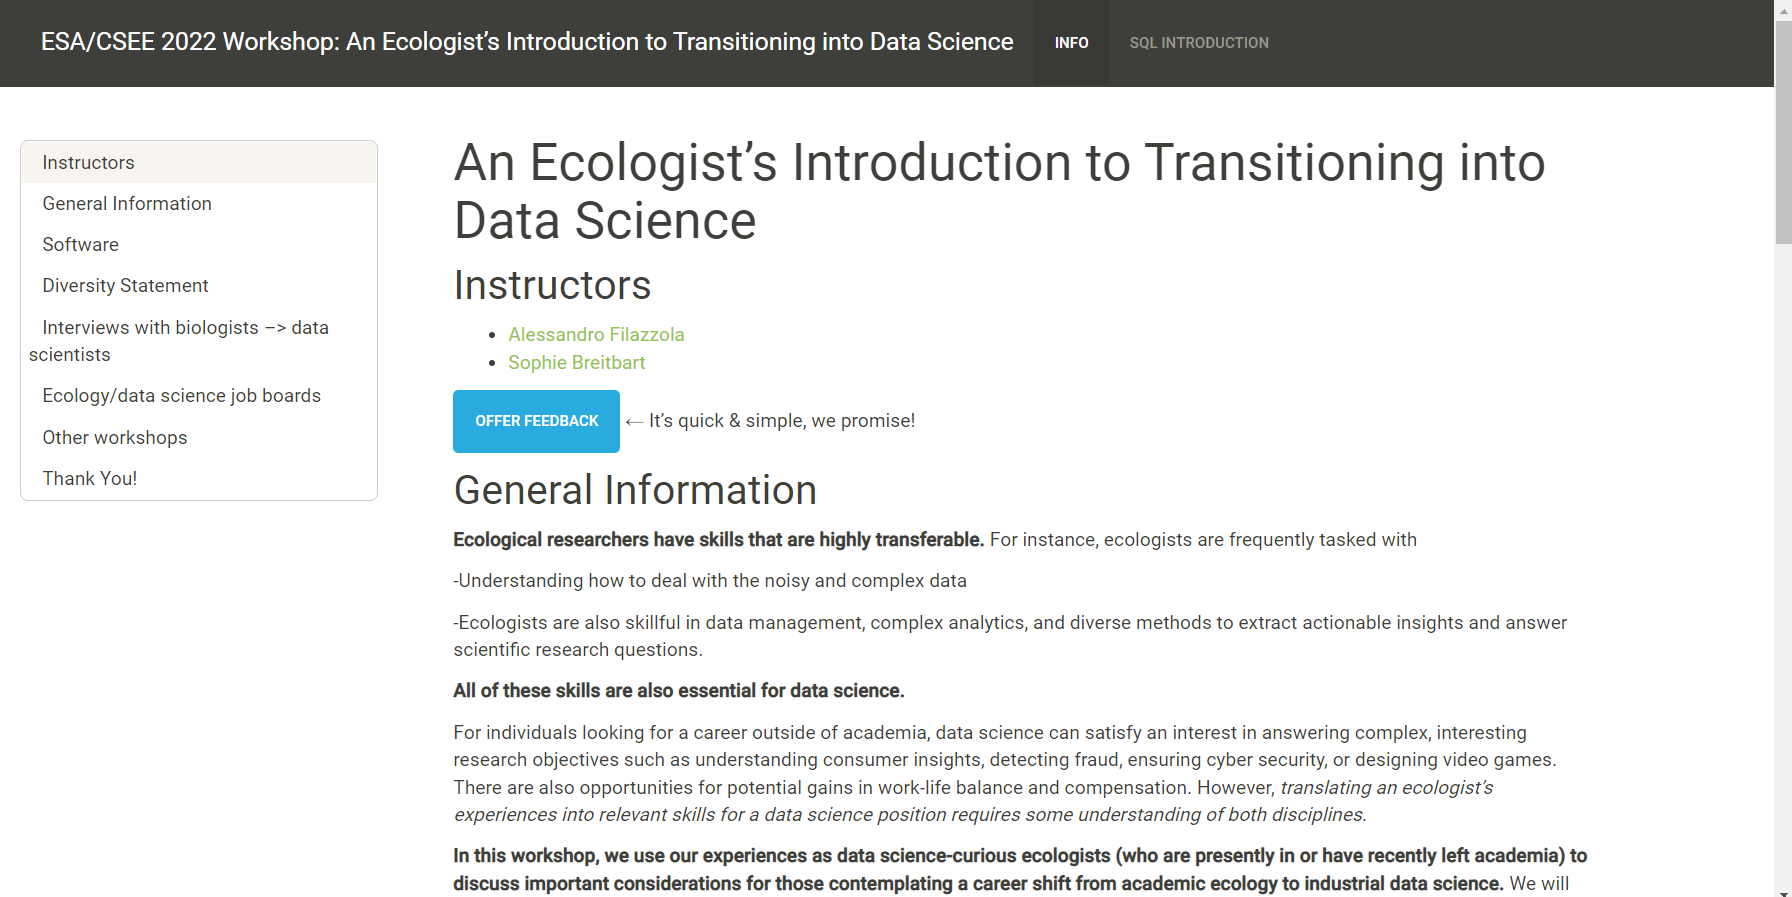 ESA/CSEE 2022 Workshop: An Ecologist’s Introduction to Transitioning into Data Science
INFO
SQL INTRODUCTION
Instructors
General Information
Software
Diversity Statement
Interviews with biologists –> data
scientists
Ecology/data science job boards
Other workshops
Thank You!
An Ecologist’s Introduction to Transitioning into
Data Science
Instructors
• Alessandro Filazzola
• Sophie Breitbart
OFFER FEEDBACK ← It’s quick & simple, we promise!
General Information
Ecological researchers have skills that are highly transferable. For instance, ecologists are frequently tasked with
-Understanding how to deal with the noisy and complex data
-Ecologists are also skillful in data management, complex analytics, and diverse methods to extract actionable insights and answer
scientific research questions.
All of these skills are also essential for data science.
For individuals looking for a career outside of academia, data science can satisfy an interest in answering complex, interesting
research objectives such as understanding consumer insights, detecting fraud, ensuring cyber security, or designing video games.
There are also opportunities for potential gains in work-life balance and compensation. However, translating an ecologist’s
experiences into relevant skills for a data science position requires some understanding of both disciplines.
In this workshop, we use our experiences as data science-curious ecologists (who are presently in or have recently left academia) to
discuss important considerations for those contemplating a career shift from academic ecology to industrial data science. We will